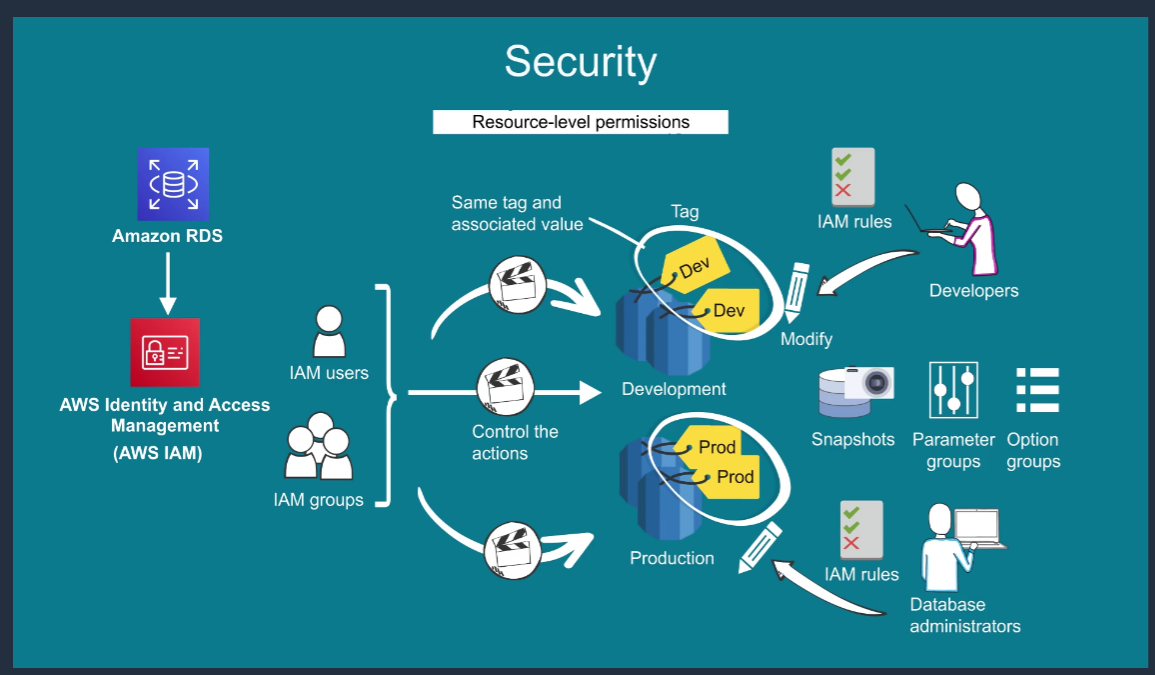 Security
Resource-level permissions
Amazon RDS
AWS Identity and Access
Management
(AWS IAM)
IAM users
IAM groups
Control the
actions
Same tag and
associated value
Tag
Dev
Dev
Development
Modify
Prod
Prod
Production
IAM rules
Developers
Snapshots
Parameter
groups
Option
groups
IAM rules
Database
administrators